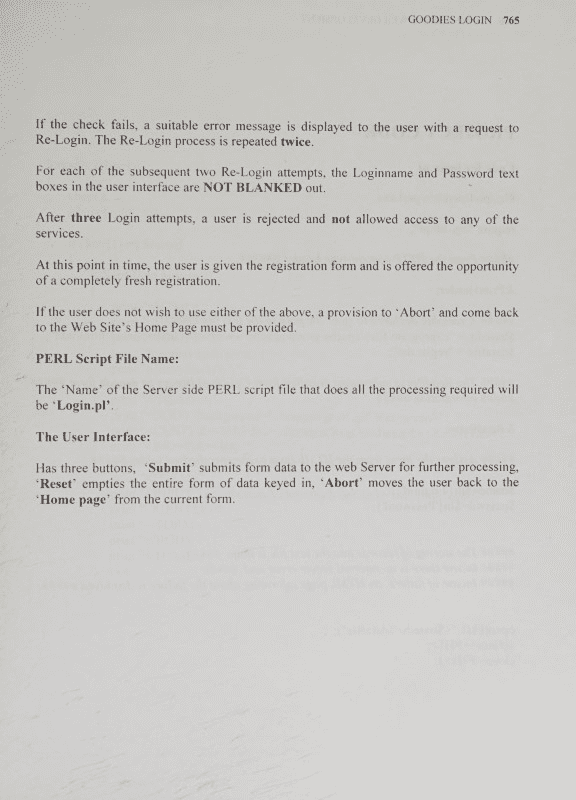 GOODIES LOGIN 765
If the check fails, a suitable error message is displayed to the user with a request to
Re-Login. The Re-Login process is repeated twice.
For each of the subsequent two Re-Login attempts, the Loginname and Password text
boxes in the user interface are NOT BLANKED out.
After three Login attempts, a user is rejected and not allowed access to any of the
services.
At this point in time, the user is given the registration form and is offered the opportunity
of a completely fresh registration.
If the user does not wish to use either of the above, a provision to ‘Abort’ and come back
to the Web Site’s Home Page must be provided.
PERL Script File Name:
The ‘Name’ of the Server side PERL script file that does all the processing required will
be ‘Login.pl’.
The User Interface:
Has three buttons, ‘Submit’ submits form data to the web Server for further processing,
‘Reset’ empties the entire form of data keyed in, ‘Abort’ moves the user back to the
‘Home page’ from the current form.